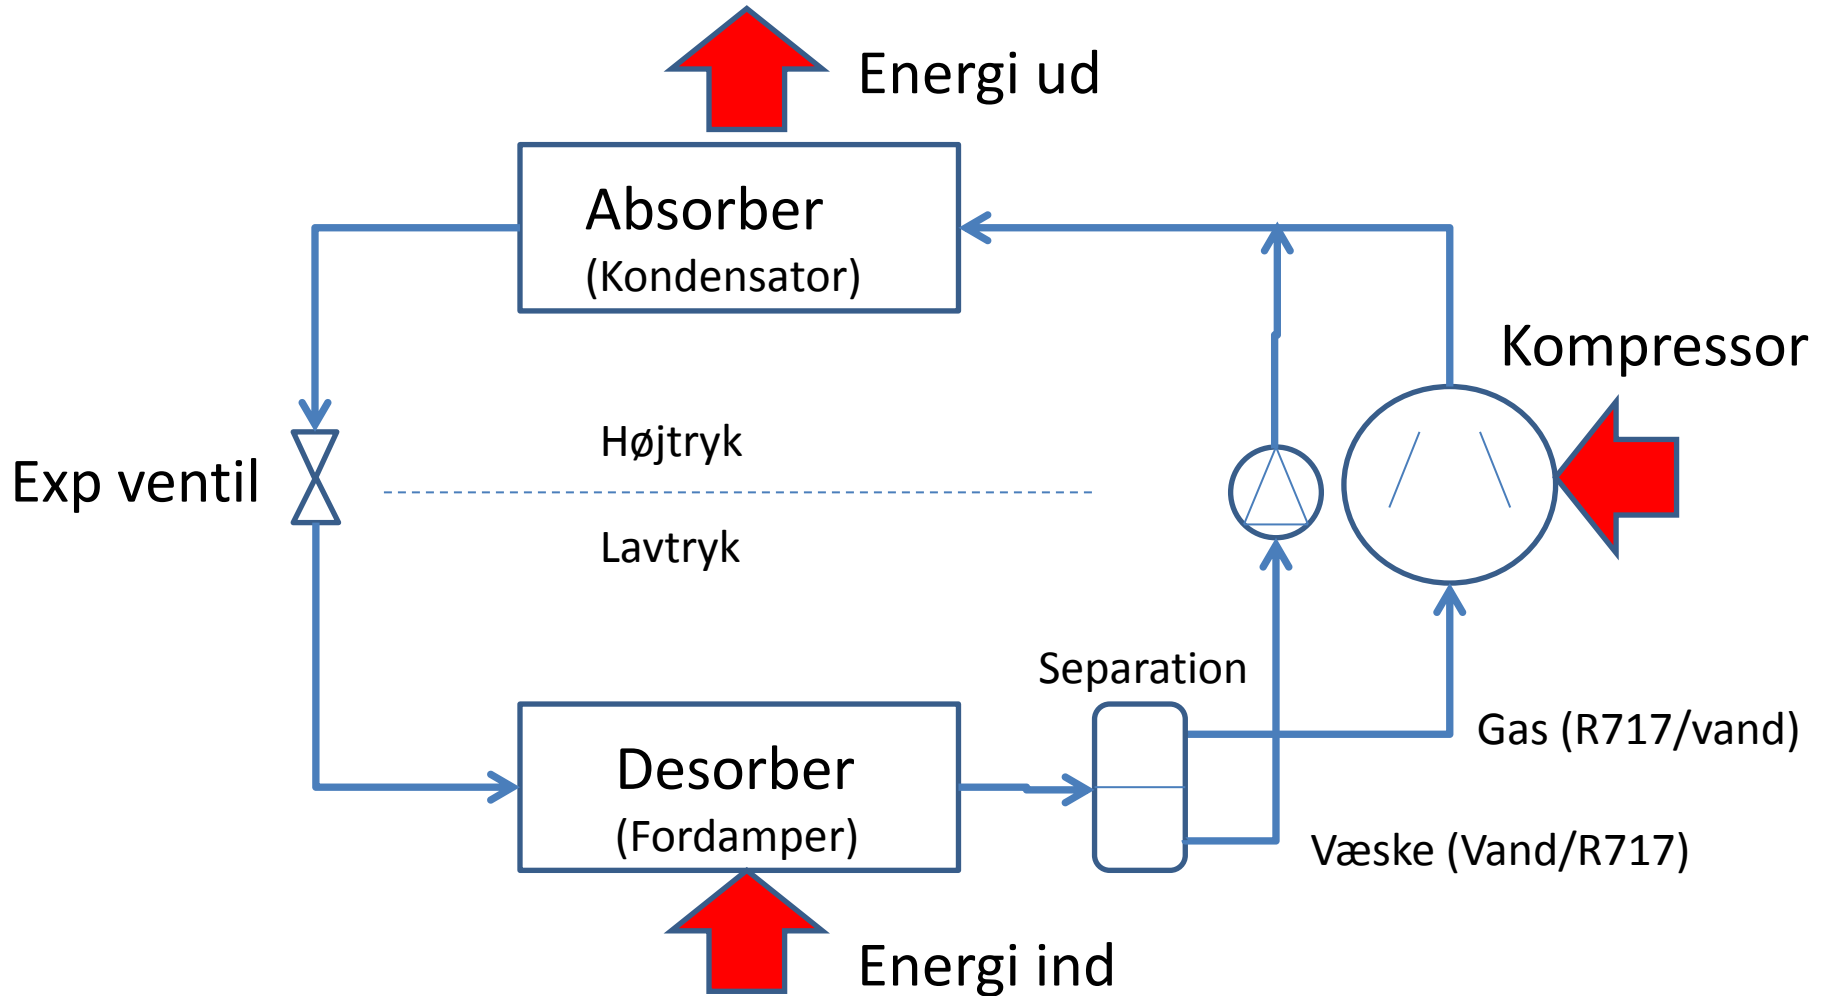 Energi ud
Absorber
(Kondensator)
Kompressor
Højtryk
Exp ventil
Lavtryk
Separation
Gas (R717/vand)
Desorber
(Fordamper)
Væske (Vand/R717)
Energi ind